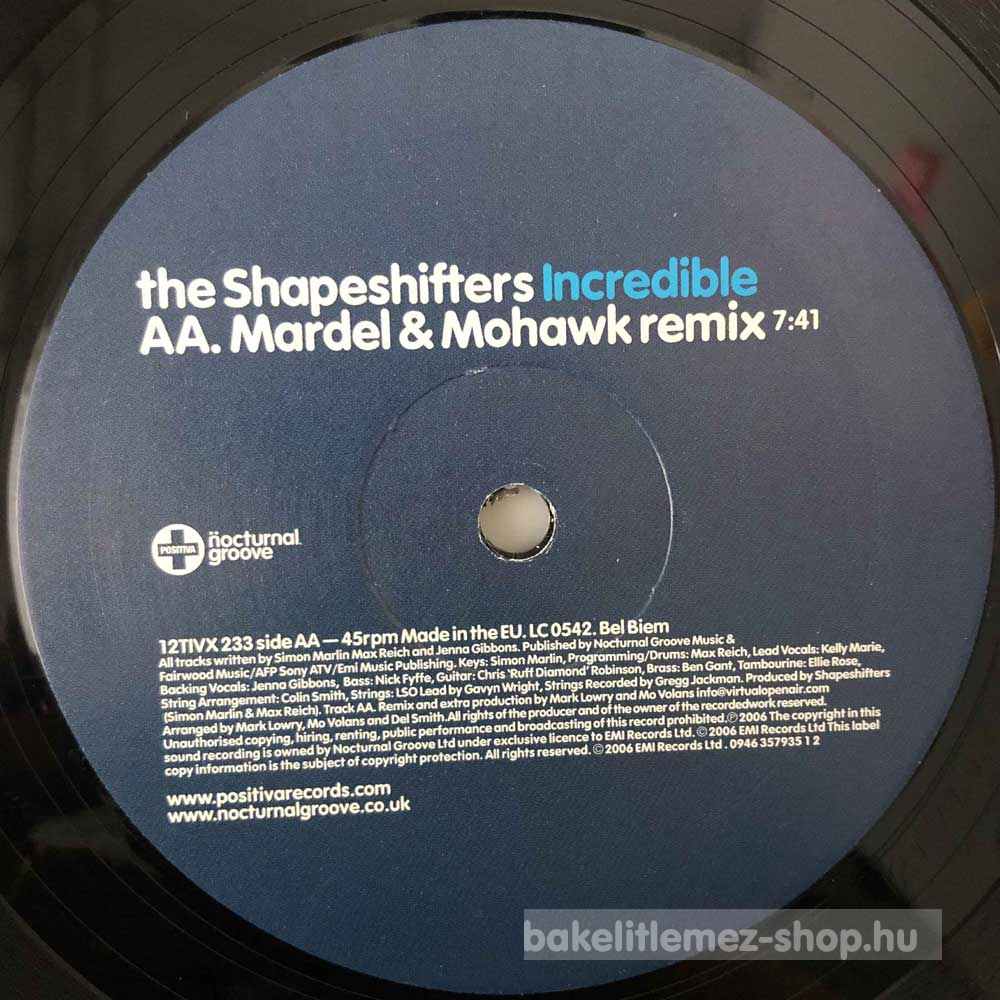 the Shapeshifters Incredible
AA. Mardel & Mohawk remix 7:41
POSITIVA
nocturnal
groove
12TIVX 233 side AA — 45rpm Made in the EU. LC 0542. Bel Biem
All tracks written by Simon Marlin Max Reich and Jenna Gibbons. Published by Nocturnal Groove Music &
Fairwood Music/AFP Sony ATV/Emi Music Publishing. Keys: Simon Marlin, Programming/Drums: Max Reich, Lead Vocals: Kelly Marie,
Backing Vocals: Jenna Gibbons, Bass: Nick Fyffe, Guitar: Chris 'Ruff Diamond' Robinson, Brass: Ben Gant, Tambourine: Ellie Rose,
String Arrangement: Colin Smith, Strings: LSO Lead by Gavyn Wright, Strings Recorded by Gregg Jackman. Produced by Shapeshifters
(Simon Marlin & Max Reich). Track AA. Remix and extra production by Mark Lowry and Mo Volans info@virtualopenair.com
Arranged by Mark Lowry, Mo Volans and Del Smith. All rights of the producer and of the owner of the recordedwork reserved.
Unauthorised copying, hiring, renting, public performance and broadcasting of this record prohibited. ℗ 2006 The copyright in this
sound recording is owned by Nocturnal Groove Ltd under exclusive licence to EMI Records Ltd. © 2006 EMI Records Ltd This label
copy information is the subject of copyright protection. All rights reserved. © 2006 EMI Records Ltd . 0946 357935 1 2
www.positivarecords.com
www.nocturnalgroove.co.uk
bakelitlemez-shop.hu